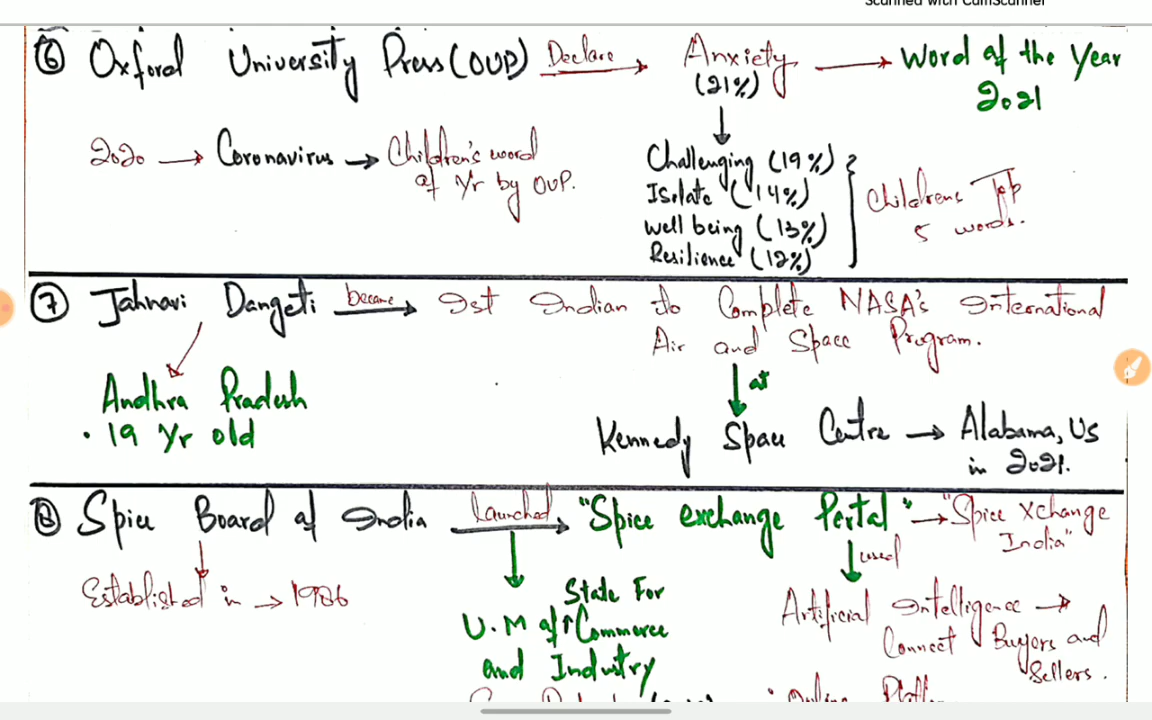 Scanned with CamScanner
⑥ Oxford University Press (OUP) Declare → Anxiety → Word of the Year
(21%) 2021
2020 → Coronavirus → Children's word
of Yr by OUP.
Challenging (19%)
Isolate (14%)
well being (13%)
Resilience (12%)
Childrens Top
5 words.
⑦ Jahnavi Dangeti became → Ist Indian to Complete NASA's International
Air and Space Program.
at
Andhra Pradesh
• 19 Yr old
Kennedy Space Centre → Alabama, US
in 2021.
⑧ Spice Board of India launched → "Spice exchange Portal" → "Spice Xchange
India"
used
Established in → 1986
State For
U.M of ↑ Commerce
and Industry
Artificial Intelligence →
Connect Buyers and
Sellers.